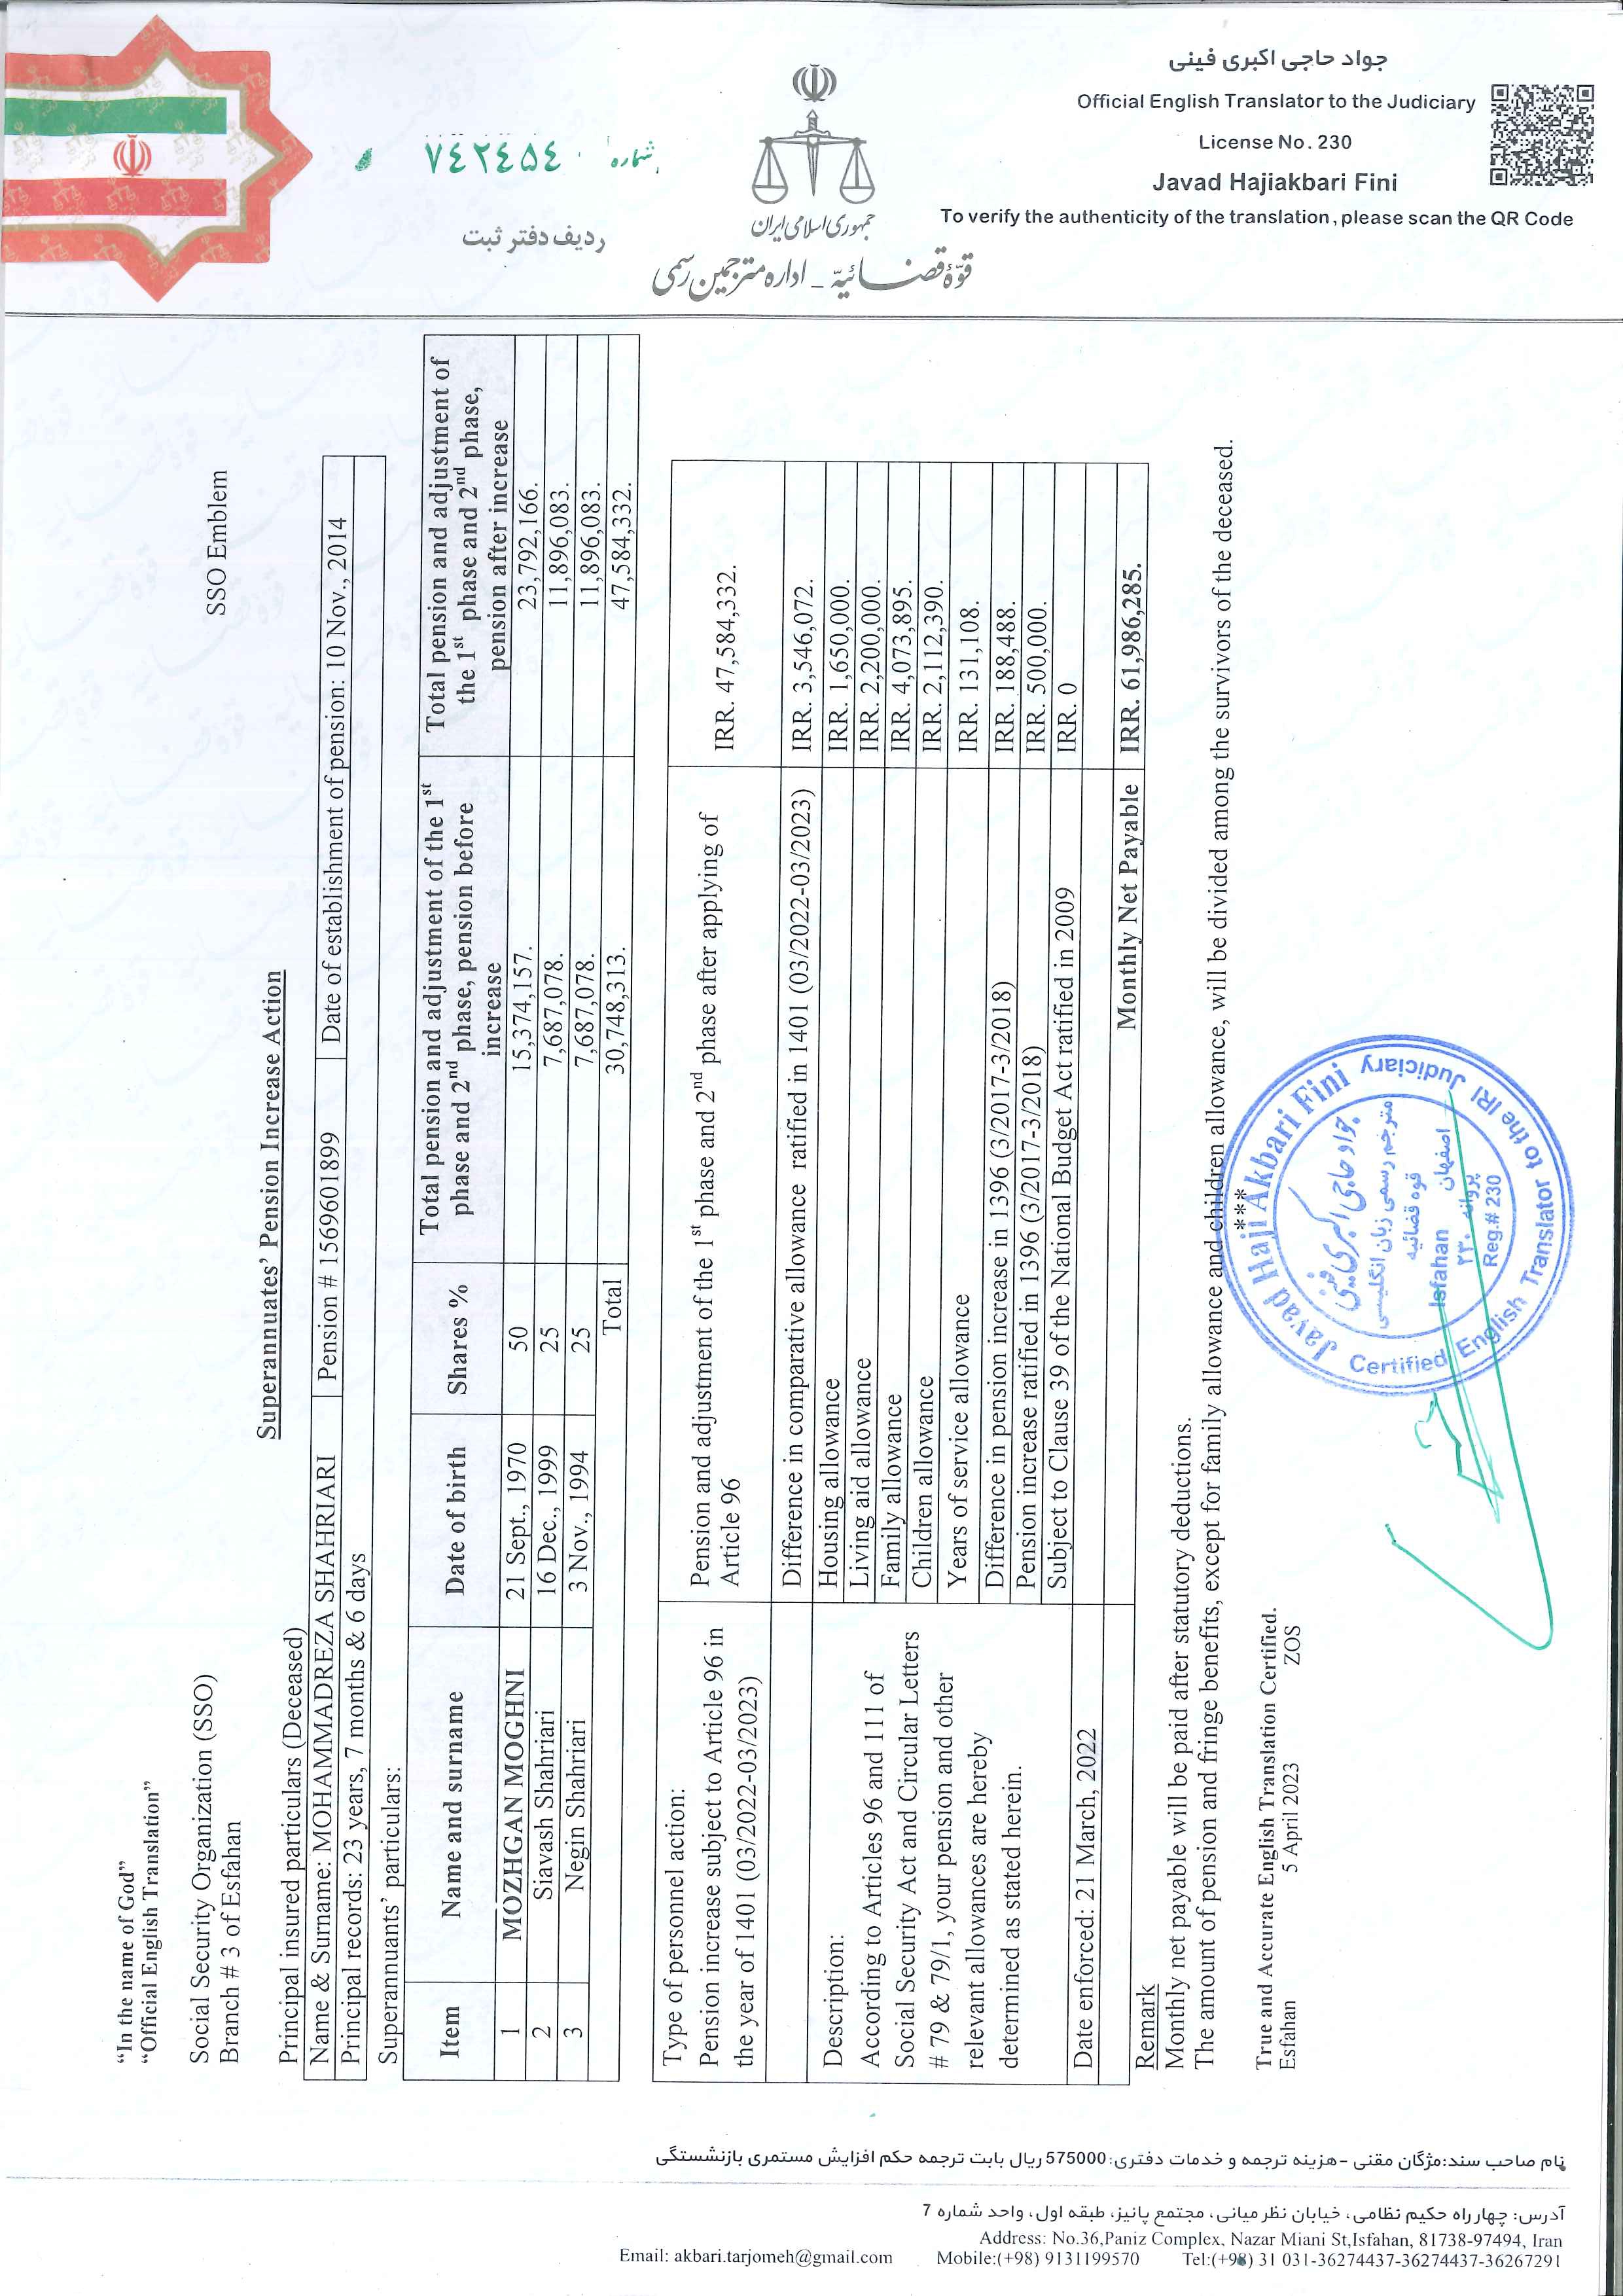 جواد حاجی اکبری فینی
Official English Translator to the Judiciary
License No. 230
Javad Hajiakbari Fini
To verify the authenticity of the translation, please scan the QR Code
جمهوری اسلامی ایران
قوّهٔ قضائیّه – اداره مترجمین رسمی
شماره ۷۴۲۴۵۴
ردیف دفتر ثبت
“In the name of God”
“Official English Translation”
SSO Emblem
Social Security Organization (SSO)
Branch # 3 of Esfahan
Superannuates’ Pension Increase Action
Principal insured particulars (Deceased)
Name & Surname: MOHAMMADREZA SHAHRIARI Pension # 1569601899 Date of establishment of pension: 10 Nov., 2014
Principal records: 23 years, 7 months & 6 days
Superannuants’ particulars:
Item Name and surname Date of birth Shares % Total pension and adjustment of the 1st phase and 2nd phase, pension before increase Total pension and adjustment of the 1st phase and 2nd phase, pension after increase
1 MOZHGAN MOGHNI 21 Sept., 1970 50 15,374,157. 23,792,166.
2 Siavash Shahriari 16 Dec., 1999 25 7,687,078. 11,896,083.
3 Negin Shahriari 3 Nov., 1994 25 7,687,078. 11,896,083.
Total 30,748,313. 47,584,332.
Type of personnel action:
Pension increase subject to Article 96 in
the year of 1401 (03/2022-03/2023)
Pension and adjustment of the 1st phase and 2nd phase after applying of
Article 96 IRR. 47,584,332.
Description:
According to Articles 96 and 111 of
Social Security Act and Circular Letters
# 79 & 79/1, your pension and other
relevant allowances are hereby
determined as stated herein.
Difference in comparative allowance ratified in 1401 (03/2022-03/2023) IRR. 3,546,072.
Housing allowance IRR. 1,650,000.
Living aid allowance IRR. 2,200,000.
Family allowance IRR. 4,073,895.
Children allowance IRR. 2,112,390.
Years of service allowance IRR. 131,108.
Difference in pension increase in 1396 (3/2017-3/2018) IRR. 188,488.
Pension increase ratified in 1396 (3/2017-3/2018) IRR. 500,000.
Subject to Clause 39 of the National Budget Act ratified in 2009 IRR. 0
Date enforced: 21 March, 2022
Monthly Net Payable IRR. 61,986,285.
Remark
Monthly net payable will be paid after statutory deductions.
The amount of pension and fringe benefits, except for family allowance and children allowance, will be divided among the survivors of the deceased.
***
True and Accurate English Translation Certified.
Esfahan 5 April 2023 ZOS
Javad Haji Akbari Fini
Certified English Translator to the IRI Judiciary
جواد حاجی اکبری فینی
مترجم رسمی زبان انگلیسی
قوه قضائیه
Isfahan اصفهان
پروانه ۲۳۰
Reg.# 230
نام صاحب سند:مژگان مقنی -هزینه ترجمه و خدمات دفتری:575000 ریال بابت ترجمه حکم افزایش مستمری بازنشستگی
آدرس: چهارراه حکیم نظامی، خیابان نظر میانی، مجتمع پانیز، طبقه اول، واحد شماره 7
Address: No.36,Paniz Complex, Nazar Miani St,Isfahan, 81738-97494, Iran
Email: akbari.tarjomeh@gmail.com Mobile:(+98) 9131199570 Tel:(+98) 31 031-36274437-36274437-36267291